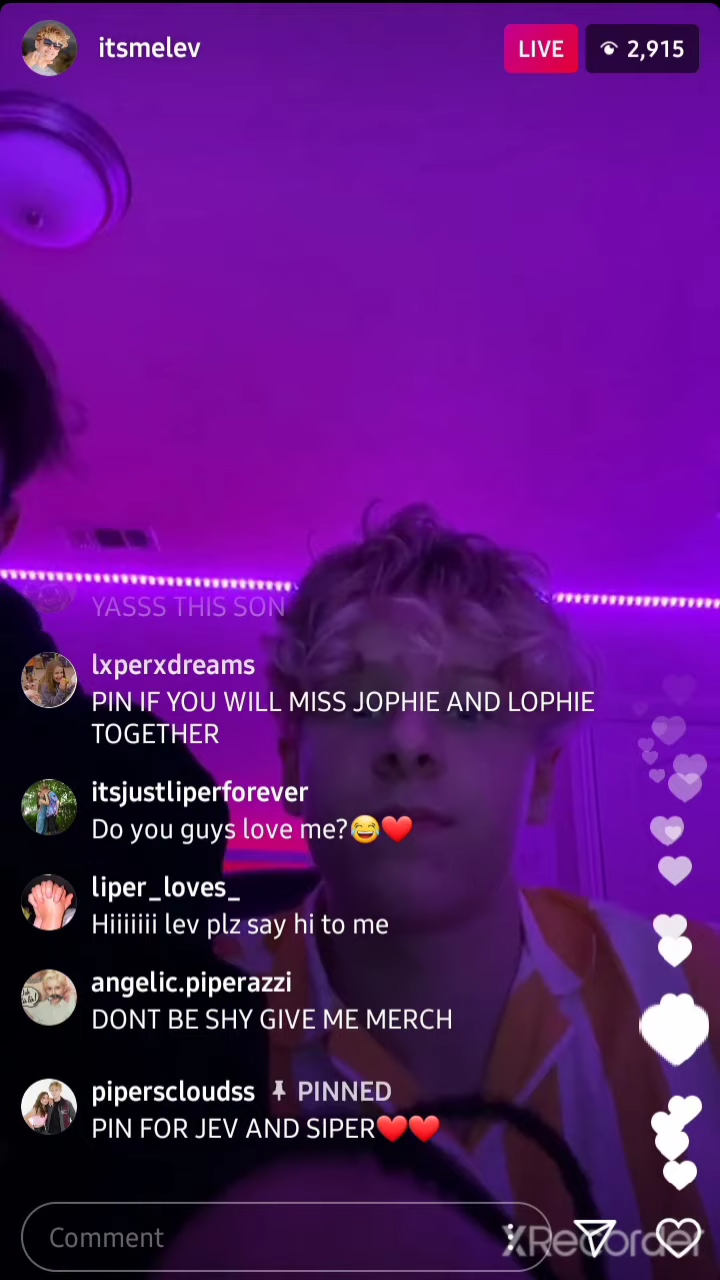 itsmelev
LIVE 2,915
YASSS THIS SON
lxperxdreams
PIN IF YOU WILL MISS JOPHIE AND LOPHIE
TOGETHER
itsjustliperforever
Do you guys love me?😂❤️
liper_loves_
Hiiiiiii lev plz say hi to me
angelic.piperazzi
DONT BE SHY GIVE ME MERCH
piperscloudss PINNED
PIN FOR JEV AND SIPER❤️❤️
Comment
XRecorder